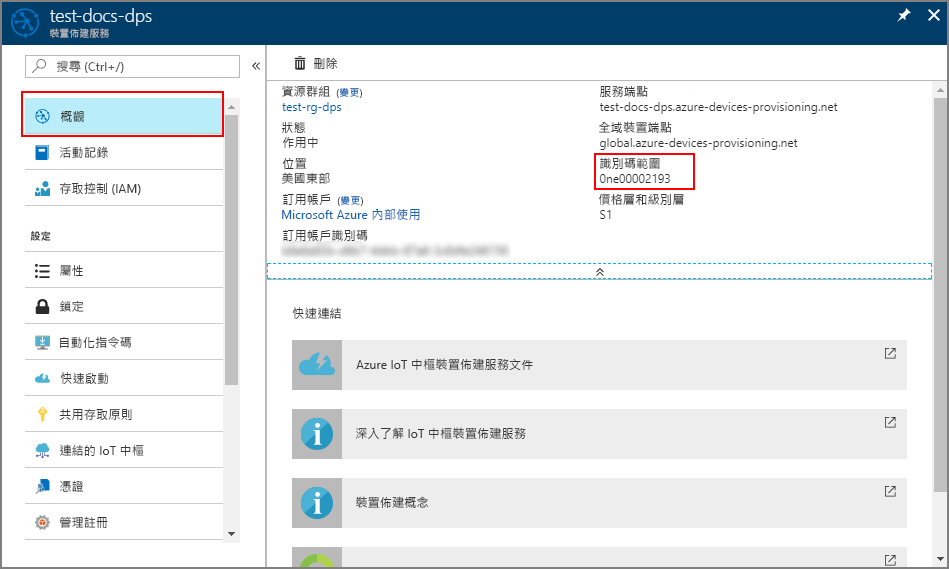 test-docs-dps
裝置佈建服務
搜尋 (Ctrl+/)
概觀
活動記錄
存取控制 (IAM)
設定
屬性
鎖定
自動化指令碼
快速啟動
共用存取原則
連結的 IoT 中樞
憑證
管理註冊
刪除
資源群組 (變更)
test-rg-dps
狀態
作用中
位置
美國東部
訂用帳戶 (變更)
Microsoft Azure 內部使用
訂用帳戶識別碼
服務端點
test-docs-dps.azure-devices-provisioning.net
全域裝置端點
global.azure-devices-provisioning.net
識別碼範圍
0ne00002193
價格層和級別層
S1
快速連結
Azure IoT 中樞裝置佈建服務文件
深入了解 IoT 中樞裝置佈建服務
裝置佈建概念